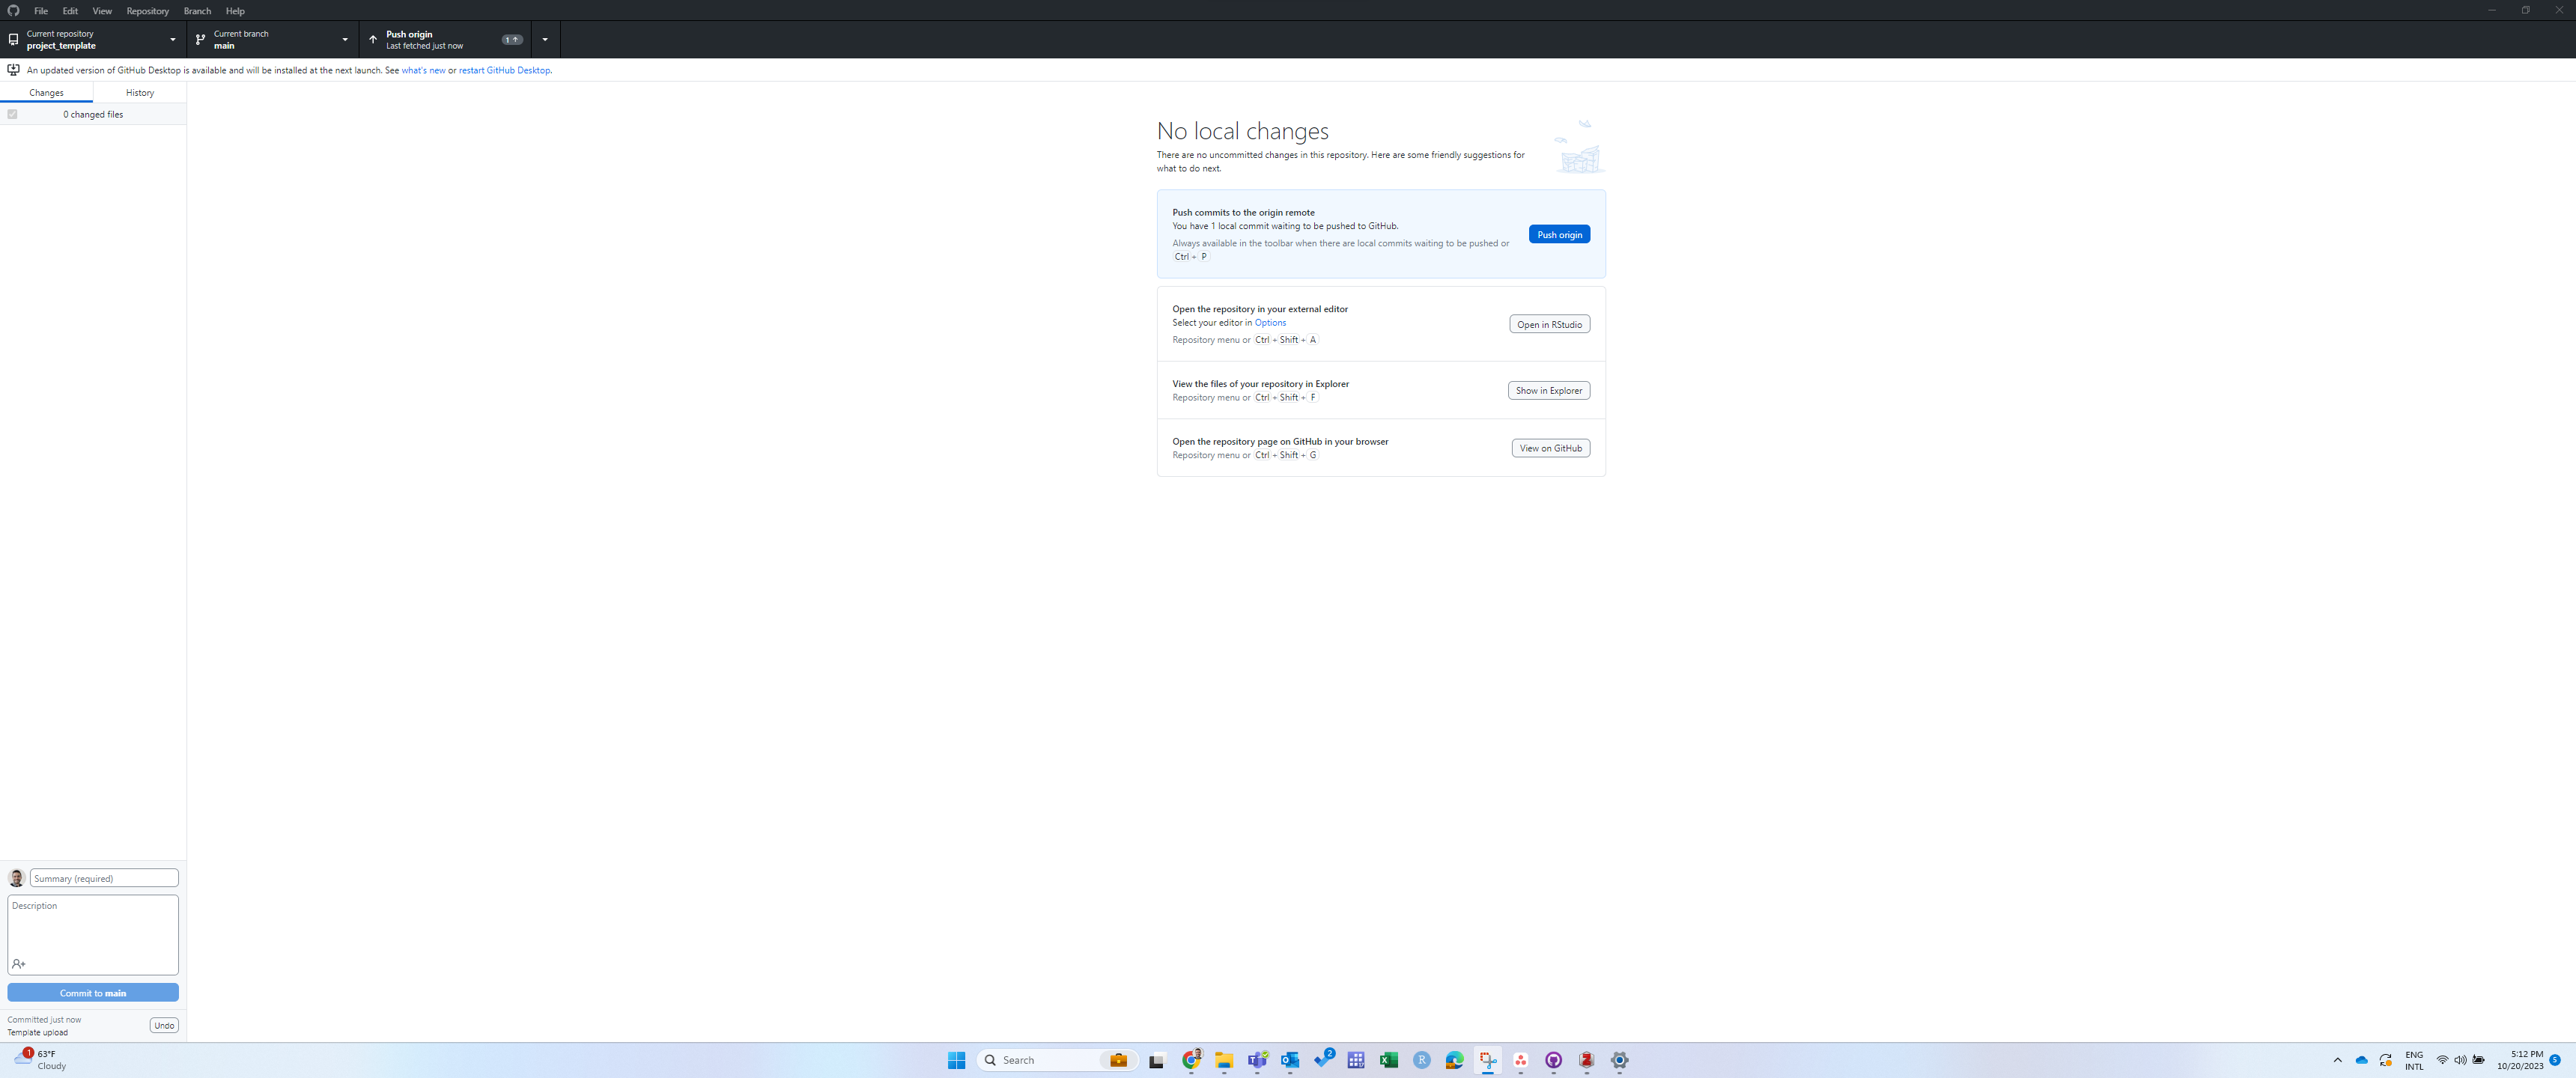 File Edit View Repository Branch Help
Current repository
project_template
Current branch
main
Push origin
Last fetched just now
1
An updated version of GitHub Desktop is available and will be installed at the next launch. See what's new or restart GitHub Desktop.
Changes History
0 changed files
No local changes
There are no uncommitted changes in this repository. Here are some friendly suggestions for
what to do next.
Push commits to the origin remote
You have 1 local commit waiting to be pushed to GitHub.
Always available in the toolbar when there are local commits waiting to be pushed or
Ctrl + P
Push origin
Open the repository in your external editor
Select your editor in Options
Repository menu or Ctrl + Shift + A
Open in RStudio
View the files of your repository in Explorer
Repository menu or Ctrl + Shift + F
Show in Explorer
Open the repository page on GitHub in your browser
Repository menu or Ctrl + Shift + G
View on GitHub
Summary (required)
Description
Commit to main
Committed just now
Template upload
Undo
1
63°F
Cloudy
Search
2
R
ENG
INTL
5:12 PM
10/20/2023
5